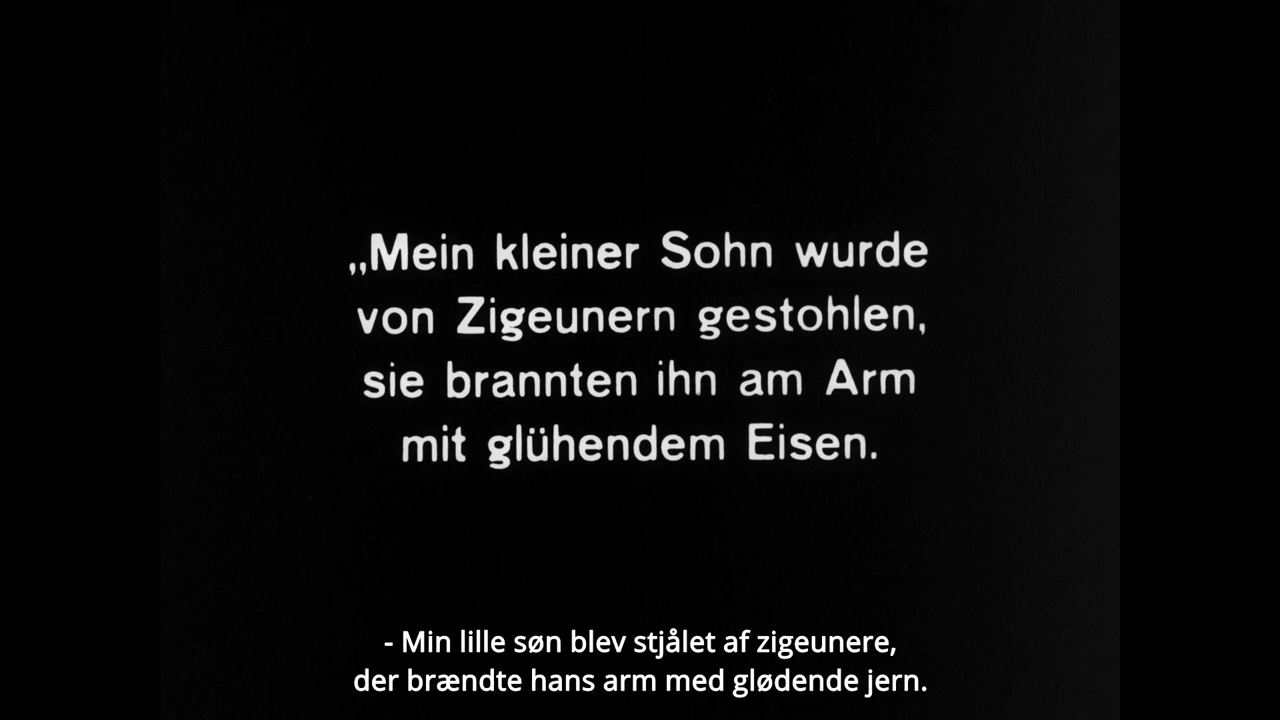 „Mein kleiner Sohn wurde
von Zigeunern gestohlen,
sie brannten ihn am Arm
mit glühendem Eisen.
- Min lille søn blev stjålet af zigeunere,
der brændte hans arm med glødende jern.